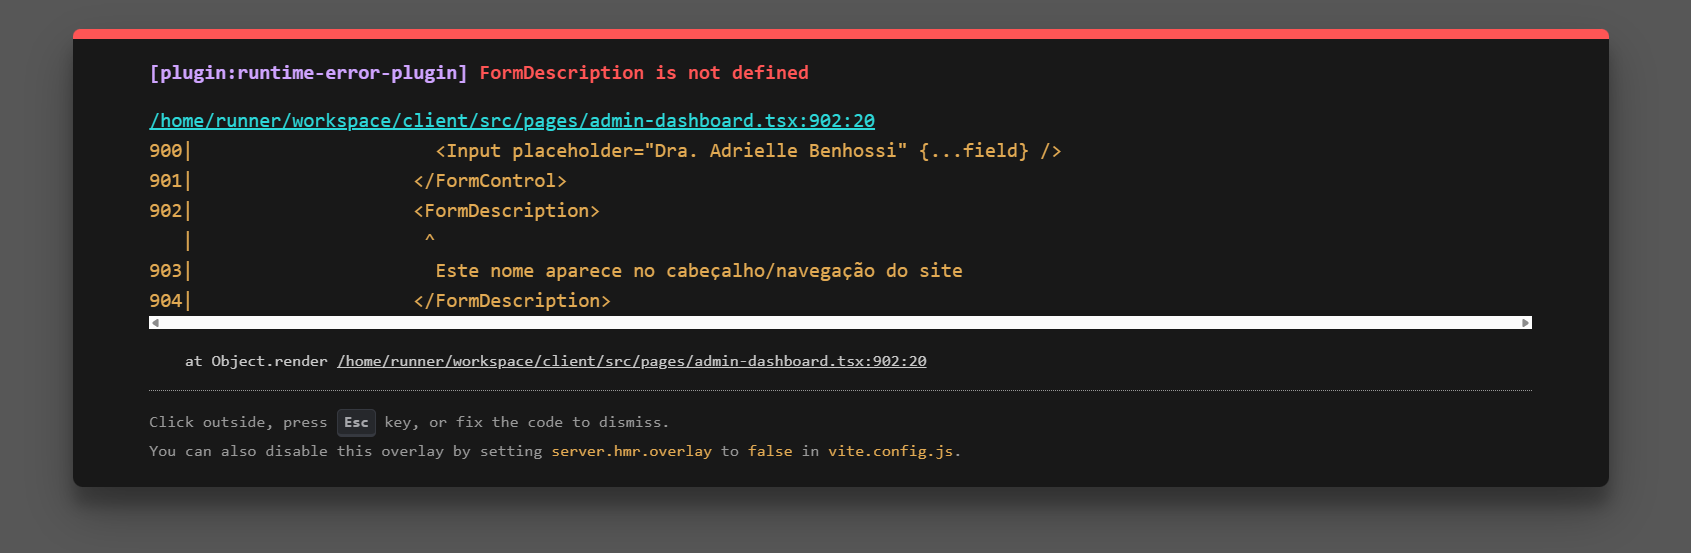 [plugin:runtime-error-plugin] FormDescription is not defined
/home/runner/workspace/client/src/pages/admin-dashboard.tsx:902:20
900|                      <Input placeholder="Dra. Adrielle Benhossi" {...field} />
901|                    </FormControl>
902|                    <FormDescription>
   |                     ^
903|                      Este nome aparece no cabeçalho/navegação do site
904|                    </FormDescription>
at Object.render /home/runner/workspace/client/src/pages/admin-dashboard.tsx:902:20
Click outside, press Esc key, or fix the code to dismiss.
You can also disable this overlay by setting server.hmr.overlay to false in vite.config.js.